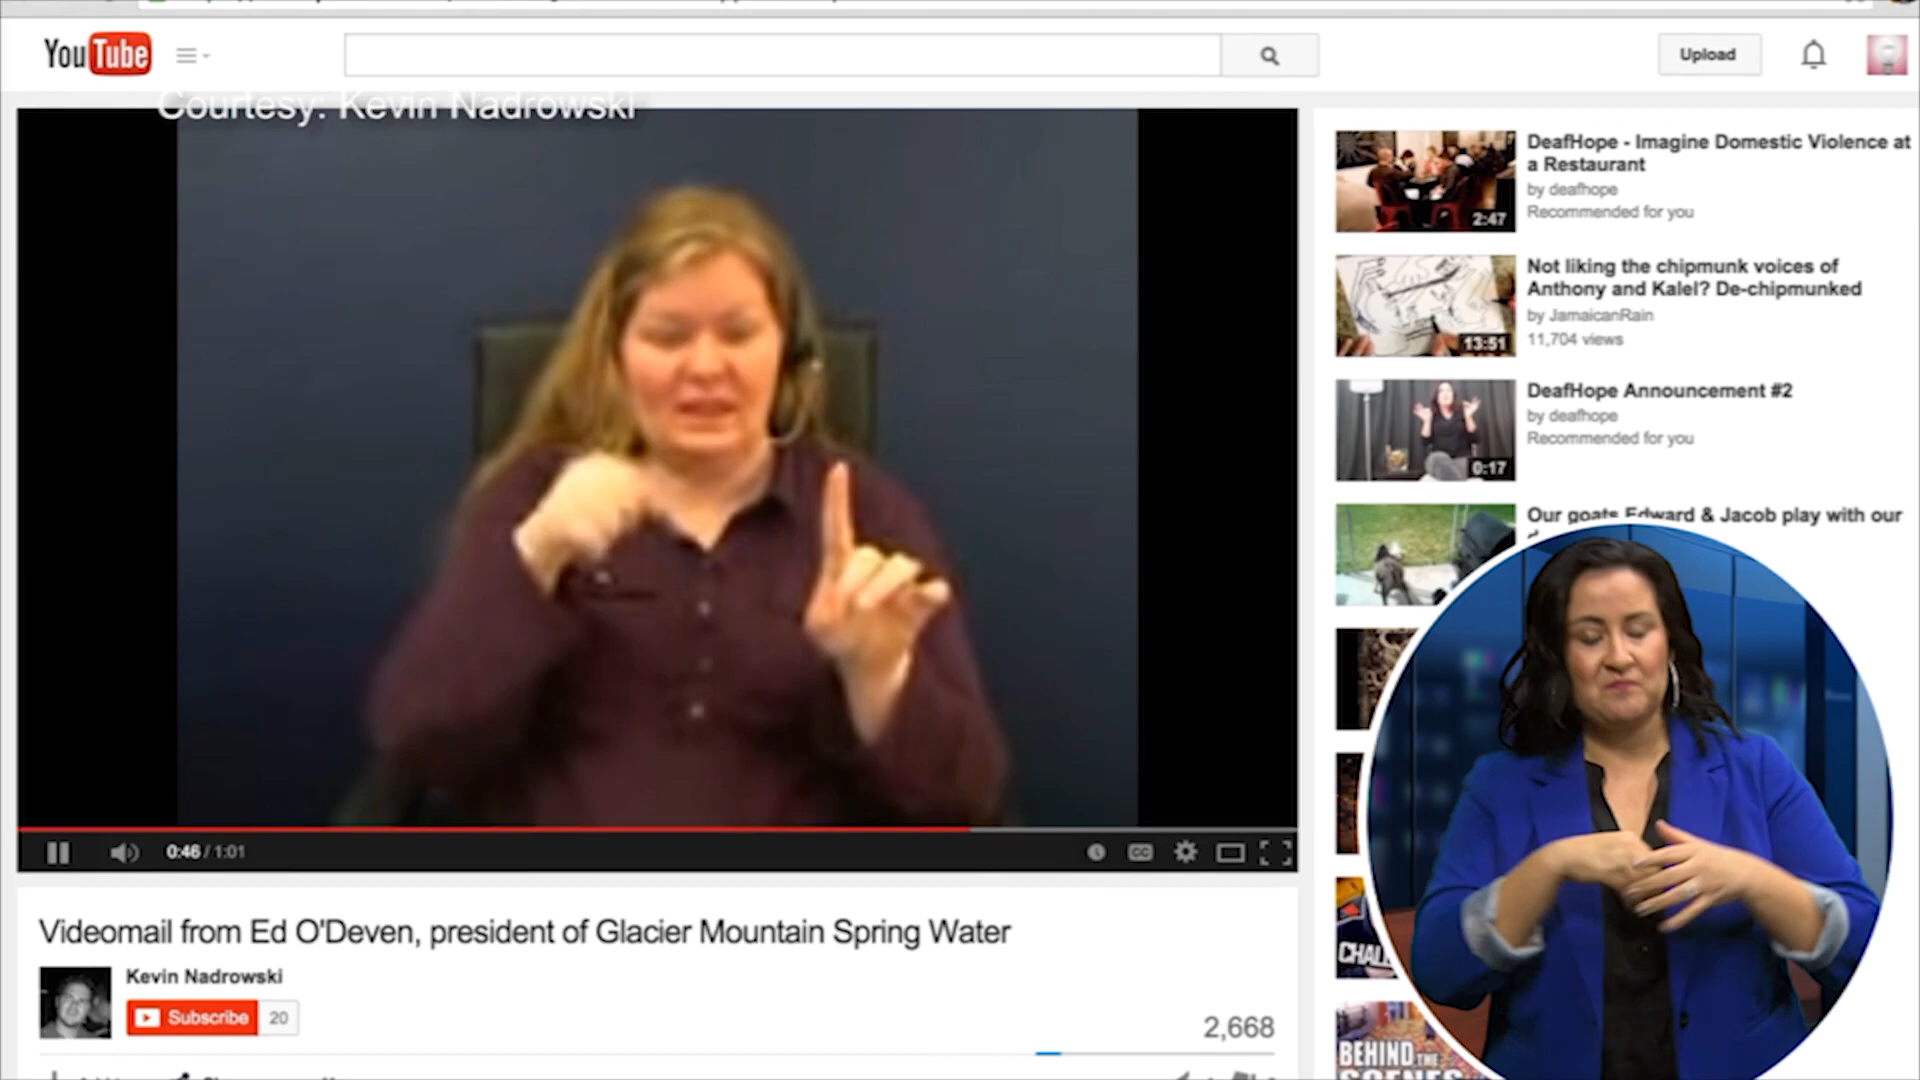 YouTube
Upload
Courtesy: Kevin Nadrowski
DeafHope - Imagine Domestic Violence at
a Restaurant
by deafhope
Recommended for you
2:47
Not liking the chipmunk voices of
Anthony and Kalel? De-chipmunked
by JamaicanRain
11,704 views
13:51
DeafHope Announcement #2
by deafhope
Recommended for you
0:17
Our goats Edward & Jacob play with our
0:46 / 1:01
CC
Videomail from Ed O'Deven, president of Glacier Mountain Spring Water
Kevin Nadrowski
Subscribe 20
2,668
BEHIND THE
SCENES